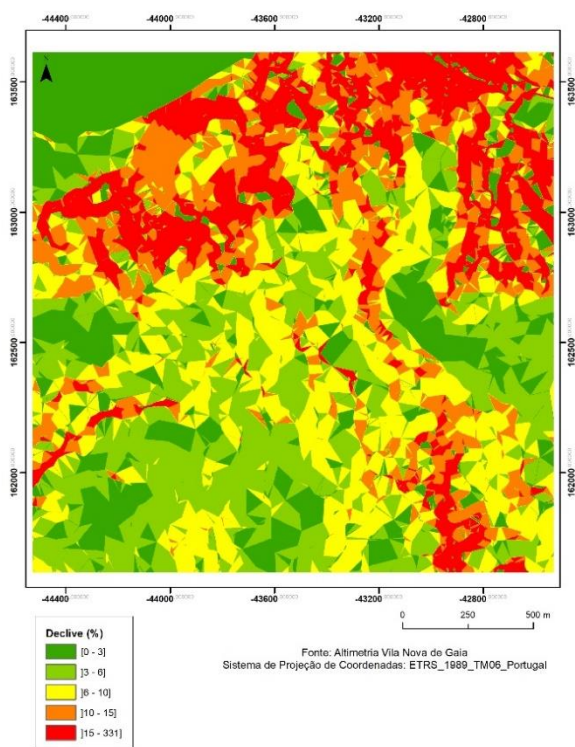 -44400 -44000 -43600 -43200 -42800
163500 163500
163000 163000
162500 162500
162000 162000
-44400 -44000 -43600 -43200 -42800
0 250 500 m
Declive (%)
[0 - 3]
]3 - 6]
]6 - 10]
]10 - 15]
]15 - 331]
Fonte: Altimetria Vila Nova de Gaia
Sistema de Projeção de Coordenadas: ETRS_1989_TM06_Portugal